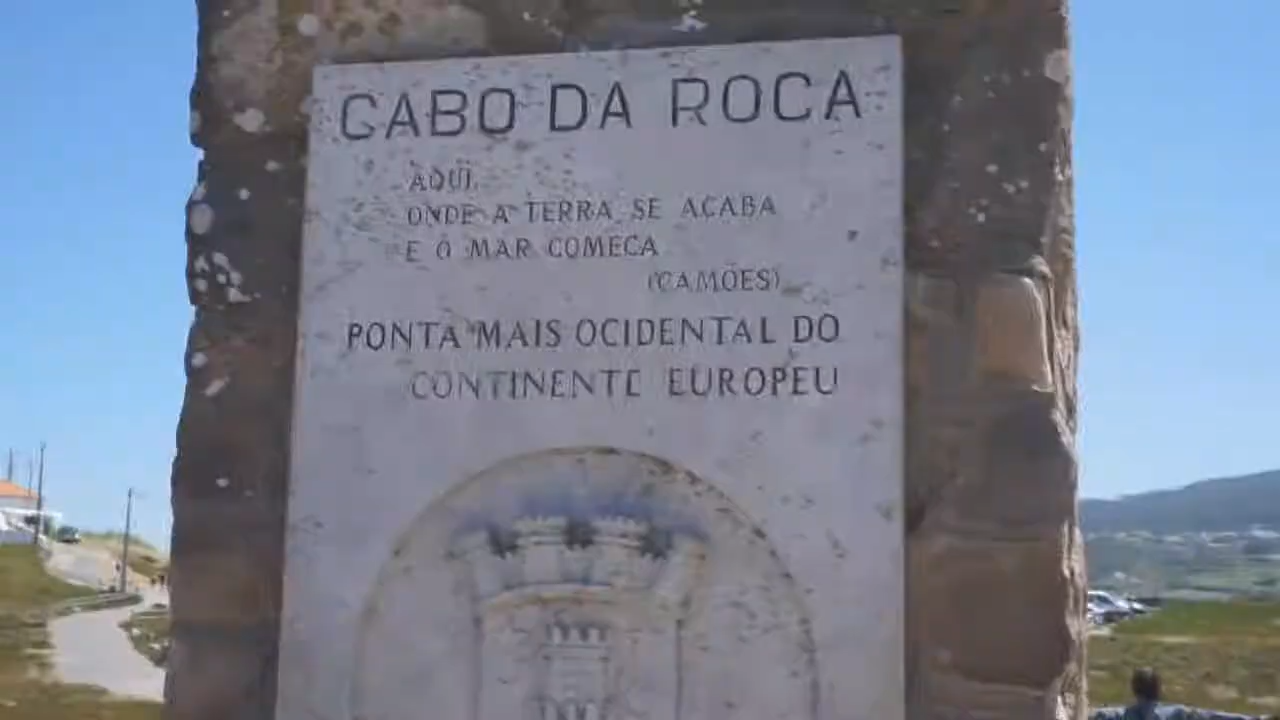 CABO DA ROCA
AQUI,
ONDE A TERRA SE ACABA
E O MAR COMEÇA
(CAMÕES)
PONTA MAIS OCIDENTAL DO
CONTINENTE EUROPEU